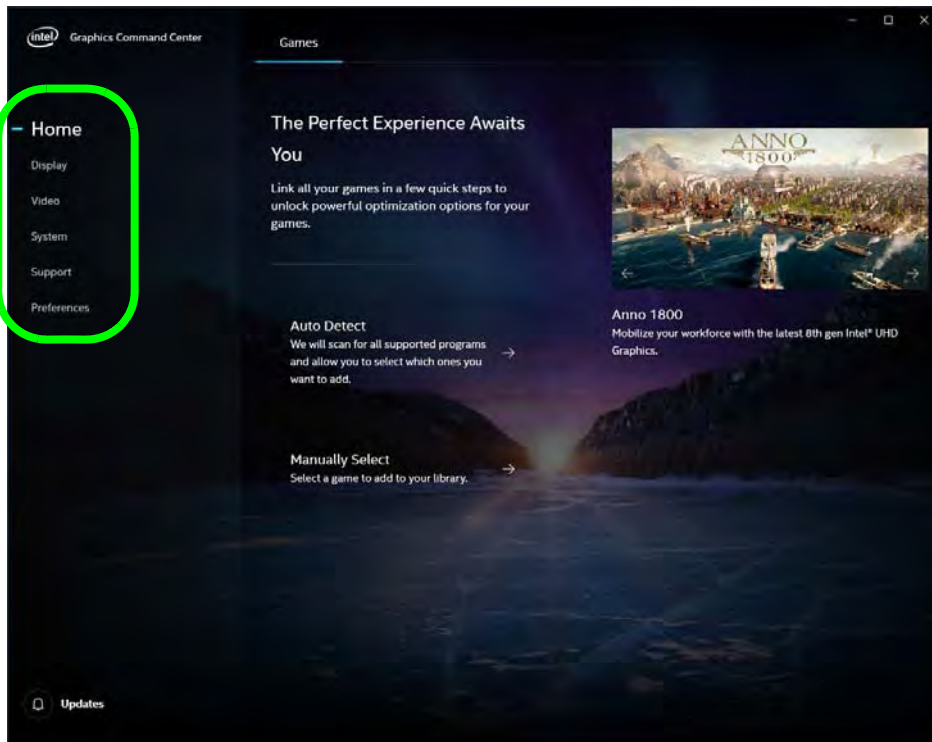 intel Graphics Command Center
Games
Home
Display
Video
System
Support
Preferences
The Perfect Experience Awaits
You
Link all your games in a few quick steps to
unlock powerful optimization options for your
games.
Auto Detect
We will scan for all supported programs
and allow you to select which ones you
want to add.
Manually Select
Select a game to add to your library.
ANNO
1800
Anno 1800
Mobilize your workforce with the latest 8th gen Intel® UHD
Graphics.
Updates